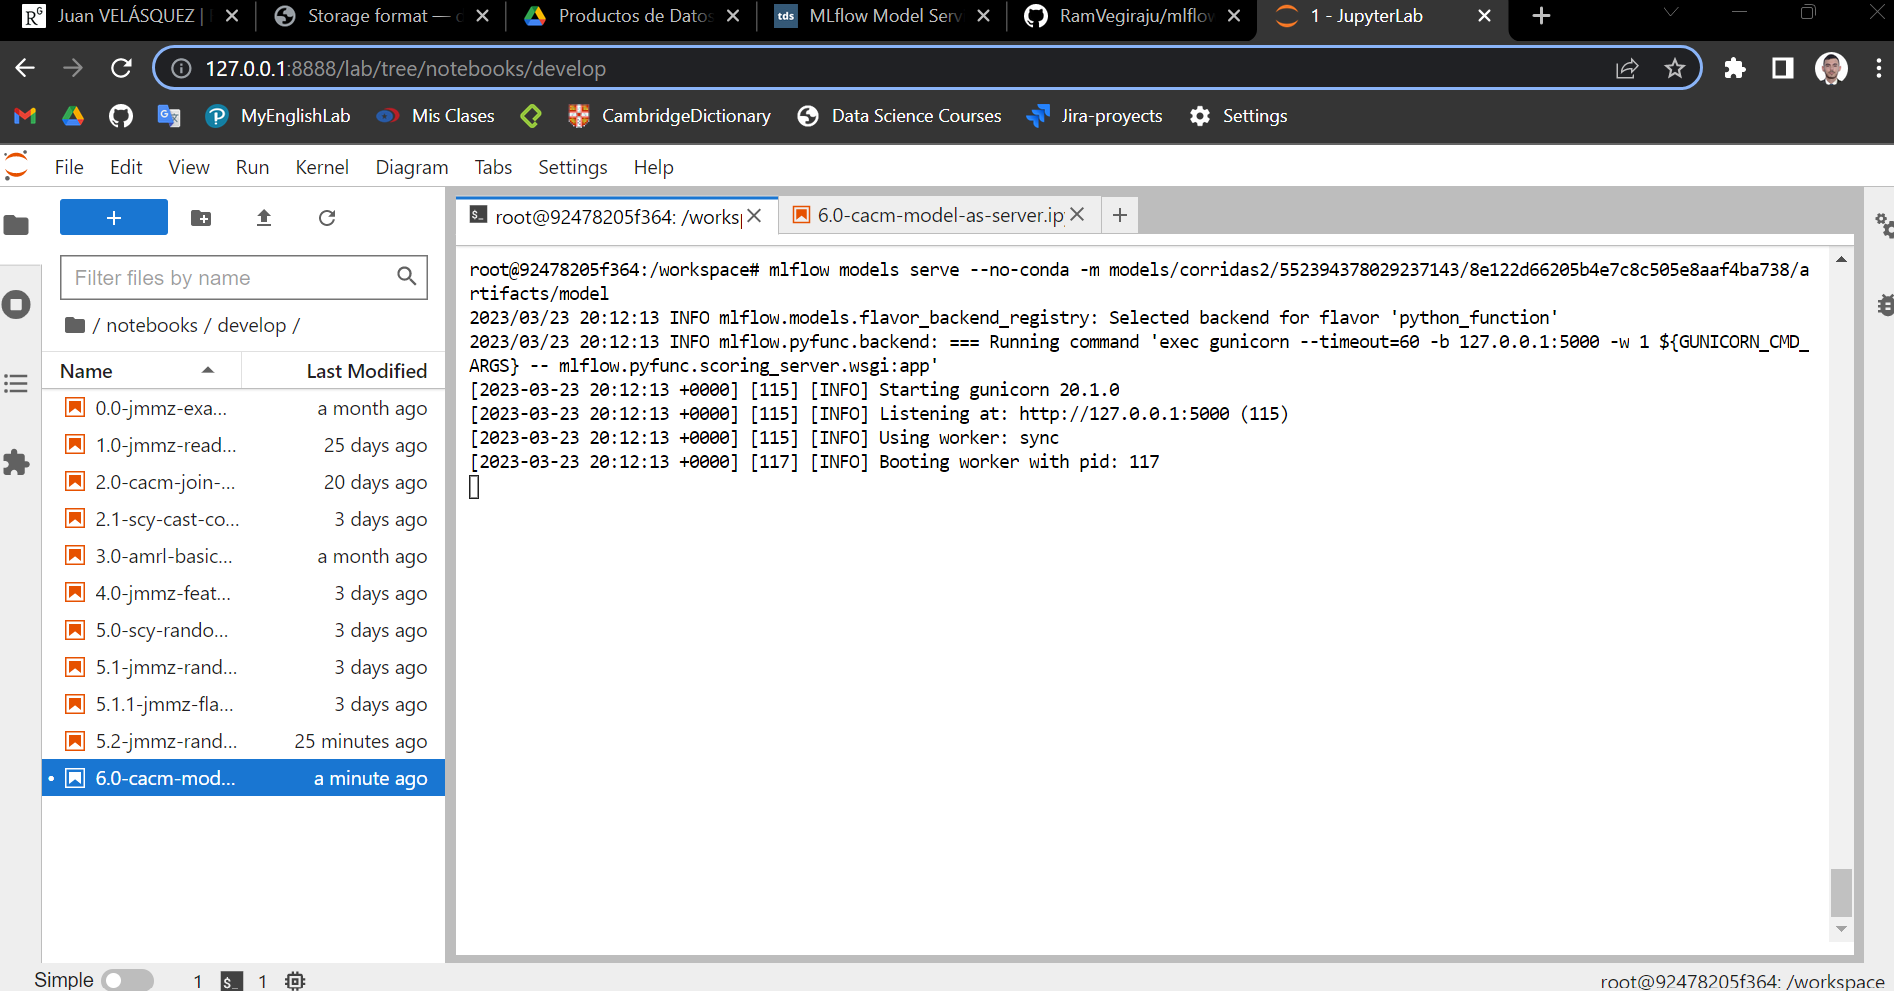 Juan VELÁSQUEZ |
Storage format —
Productos de Datos
MLflow Model Serv
RamVegiraju/mlflow
1 - JupyterLab
127.0.0.1:8888/lab/tree/notebooks/develop
MyEnglishLab
Mis Clases
CambridgeDictionary
Data Science Courses
Jira-proyects
Settings
File Edit View Run Kernel Diagram Tabs Settings Help
root@92478205f364: /worksp
6.0-cacm-model-as-server.ip
Filter files by name
/ notebooks / develop /
Name Last Modified
0.0-jmmz-exa... a month ago
1.0-jmmz-read... 25 days ago
2.0-cacm-join-... 20 days ago
2.1-scy-cast-co... 3 days ago
3.0-amrl-basic... a month ago
4.0-jmmz-feat... 3 days ago
5.0-scy-rando... 3 days ago
5.1-jmmz-rand... 3 days ago
5.1.1-jmmz-fla... 3 days ago
5.2-jmmz-rand... 25 minutes ago
6.0-cacm-mod... a minute ago
root@92478205f364:/workspace# mlflow models serve --no-conda -m models/corridas2/552394378029237143/8e122d66205b4e7c8c505e8aaf4ba738/a
rtifacts/model
2023/03/23 20:12:13 INFO mlflow.models.flavor_backend_registry: Selected backend for flavor 'python_function'
2023/03/23 20:12:13 INFO mlflow.pyfunc.backend: === Running command 'exec gunicorn --timeout=60 -b 127.0.0.1:5000 -w 1 ${GUNICORN_CMD_
ARGS} -- mlflow.pyfunc.scoring_server.wsgi:app'
[2023-03-23 20:12:13 +0000] [115] [INFO] Starting gunicorn 20.1.0
[2023-03-23 20:12:13 +0000] [115] [INFO] Listening at: http://127.0.0.1:5000 (115)
[2023-03-23 20:12:13 +0000] [115] [INFO] Using worker: sync
[2023-03-23 20:12:13 +0000] [117] [INFO] Booting worker with pid: 117
Simple 1 1
root@92478205f364: /workspace